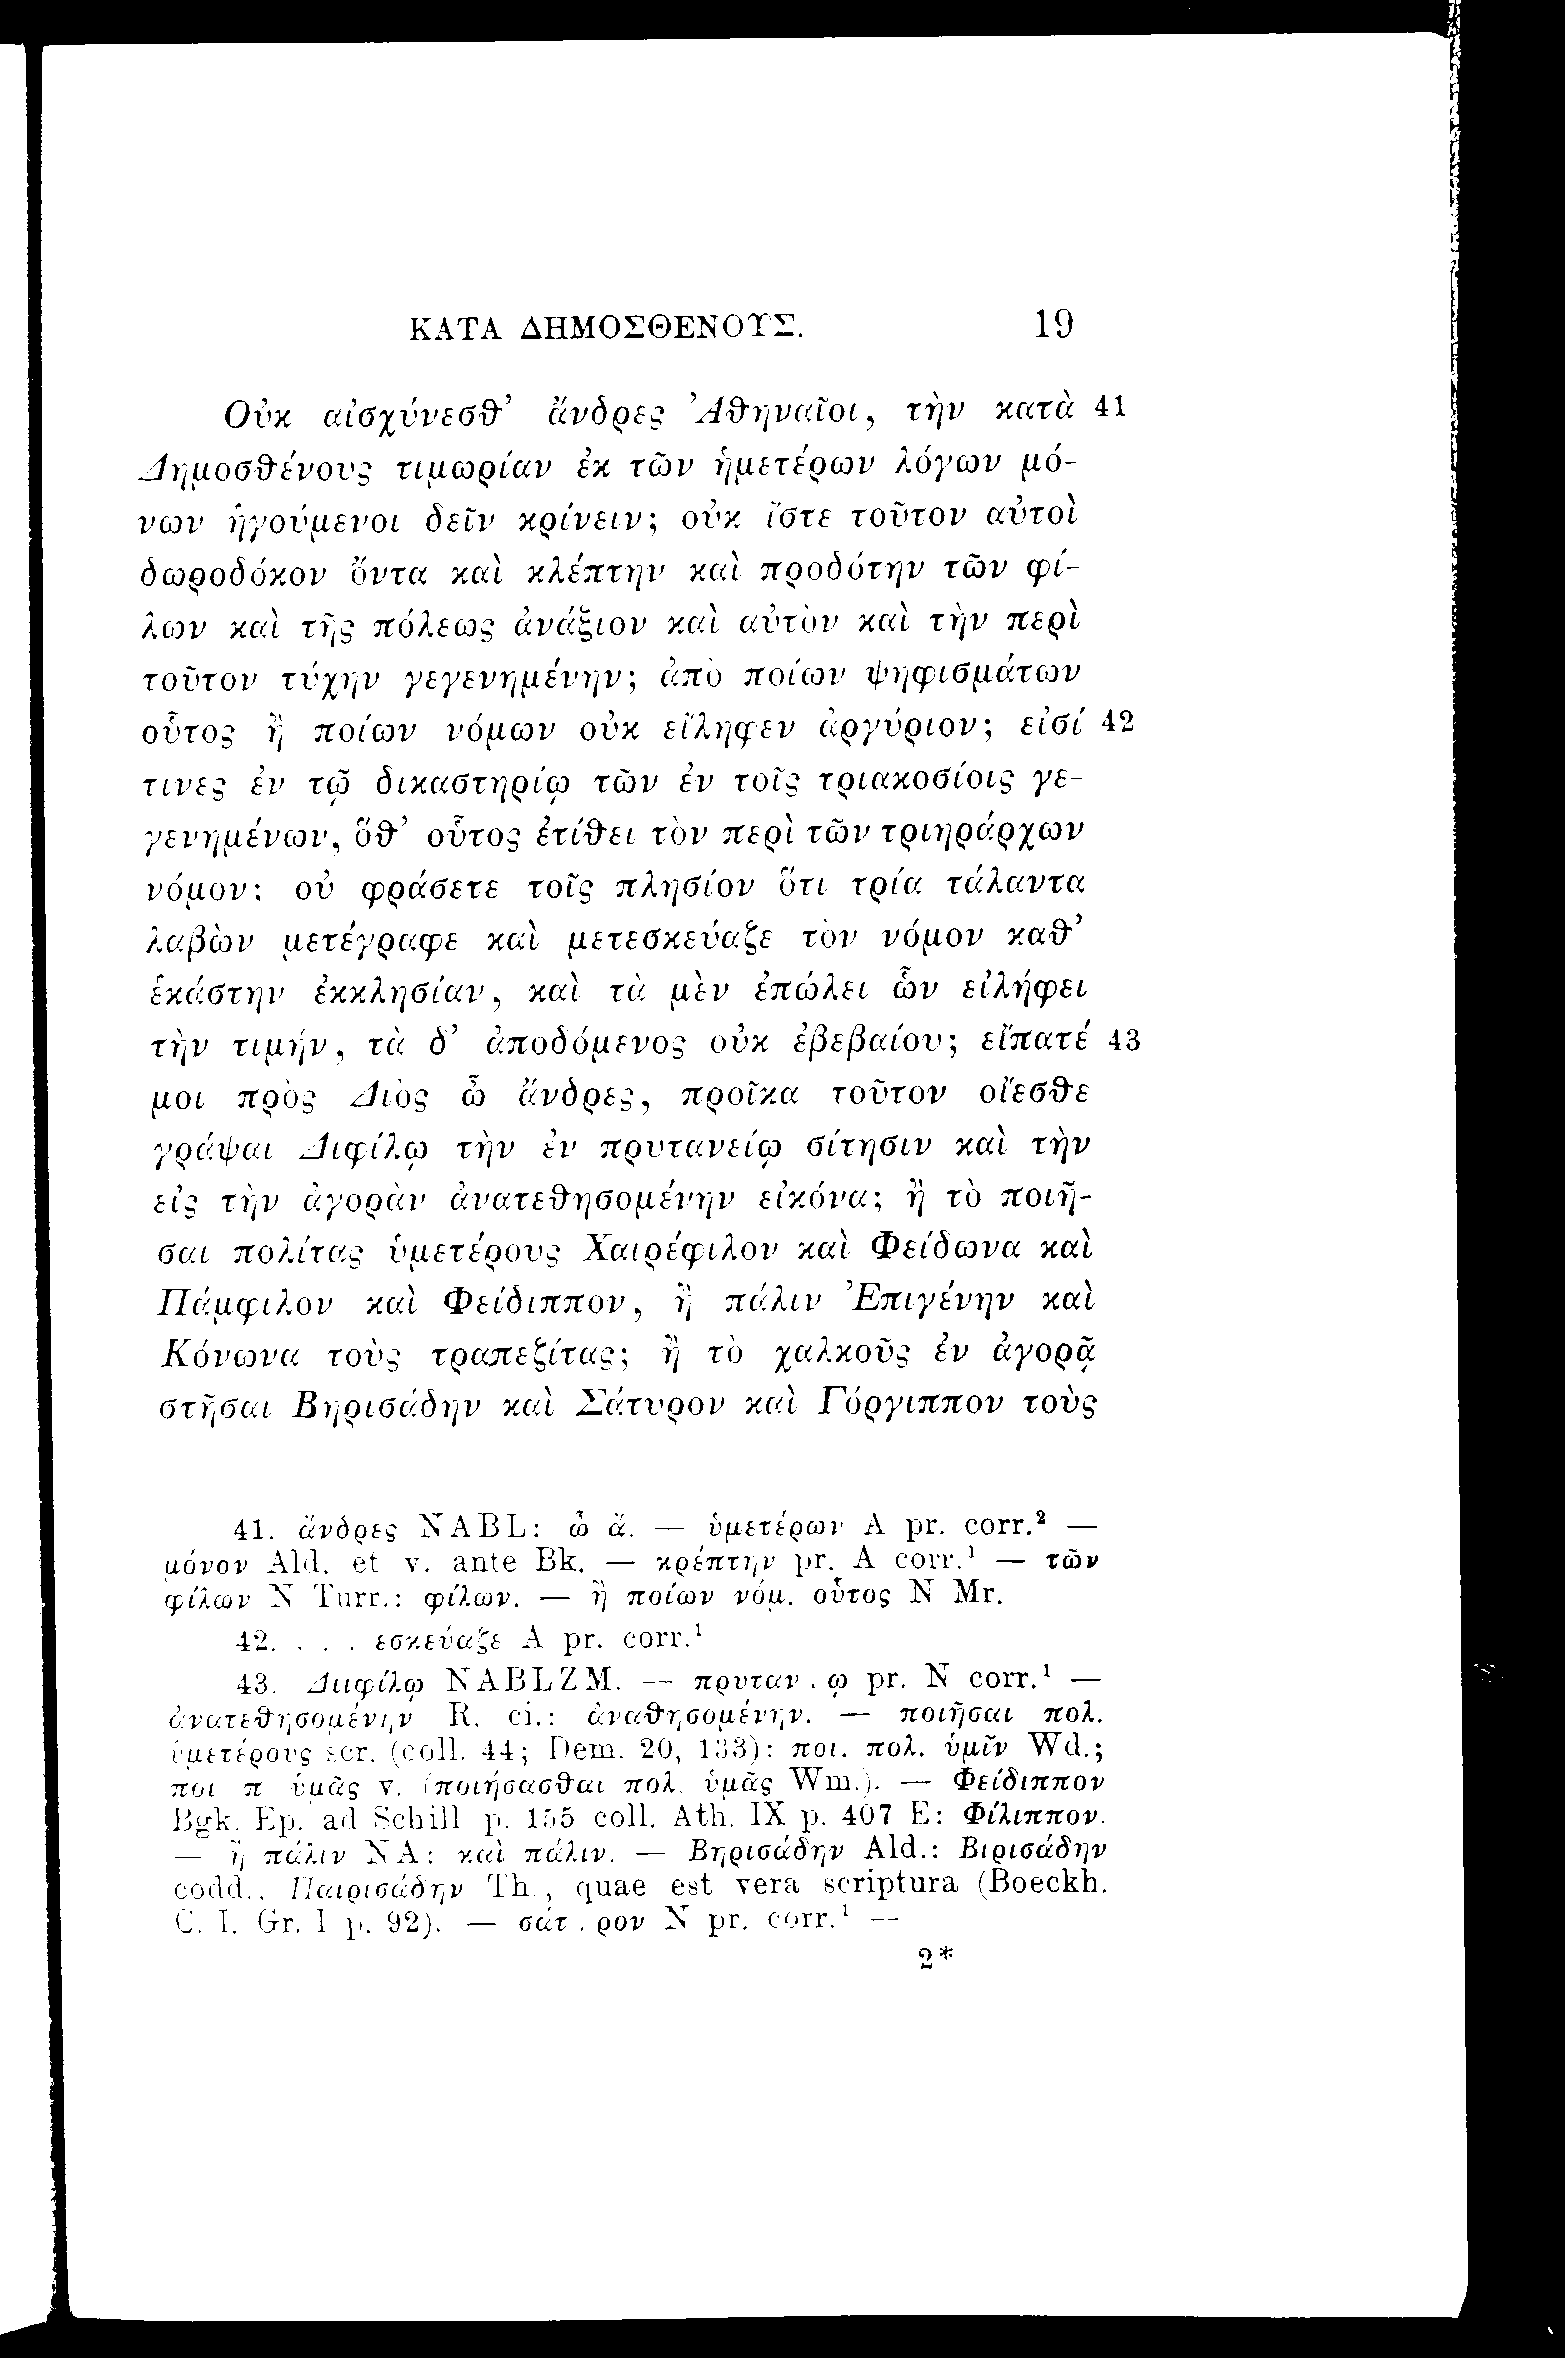 ΚΑΤΑ ΔΗΜΟΣΘΕΝΟΥΣ. 19
Οὐκ αἰσχύνεσθ’ ἄνδρες Ἀθηναῖοι, τὴν κατὰ 41
Δημοσθένους τιμωρίαν ἐκ τῶν ἡμετέρων λόγων μό-
νων ἡγούμενοι δεῖν κρίνειν; οὐκ ἴστε τοῦτον αὐτοὶ
δωροδόκον ὄντα καὶ κλέπτην καὶ προδότην τῶν φί-
λων καὶ τῆς πόλεως ἀνάξιον καὶ αὐτὸν καὶ τὴν περὶ
τοῦτον τύχην γεγενημένην; ἀπὸ ποίων ψηφισμάτων
οὗτος ἢ ποίων νόμων οὐκ εἴληφεν ἀργύριον; εἰσί 42
τινες ἐν τῷ δικαστηρίῳ τῶν ἐν τοῖς τριακοσίοις γε-
γενημένων, ὅθ’ οὗτος ἐτίθει τὸν περὶ τῶν τριηράρχων
νόμον· οὐ φράσετε τοῖς πλησίον ὅτι τρία τάλαντα
λαβὼν μετέγραφε καὶ μετεσκεύαζε τὸν νόμον καθ’
ἑκάστην ἐκκλησίαν, καὶ τὰ μὲν ἐπώλει ὧν εἰλήφει
τὴν τιμήν, τὰ δ’ ἀποδόμενος οὐκ ἐβεβαίου; εἴπατέ 43
μοι πρὸς Διὸς ὦ ἄνδρες, προῖκα τοῦτον οἴεσθε
γράψαι Διφίλῳ τὴν ἐν πρυτανείῳ σίτησιν καὶ τὴν
εἰς τὴν ἀγορὰν ἀνατεθησομένην εἰκόνα; ἢ τὸ ποιῆ-
σαι πολίτας ὑμετέρους Χαιρέφιλον καὶ Φείδωνα καὶ
Πάμφιλον καὶ Φείδιππον, ἢ πάλιν Ἐπιγένην καὶ
Κόνωνα τοὺς τραπεζίτας; ἢ τὸ χαλκοῦς ἐν ἀγορᾷ
στῆσαι Βηρισάδην καὶ Σάτυρον καὶ Γόργιππον τοὺς
41. ἄνδρες NABL: ὦ ἄ. — ὑμετέρων A pr. corr.² —
μόνον Ald. et v. ante Bk. — κρέπτην pr. A corr.¹ — τῶν
φίλων N Turr.: φίλων. — ἢ ποίων νόμ. οὗτος N Mr.
42. . . . εσκεύαζε A pr. corr.¹
43. Διιφίλῳ NABLZM. — πρυταν . ῳ pr. N corr.¹ —
ἀνατεθησομένην R. ci.: ἀναθησομένην. — ποιῆσαι πολ.
ὑμετέρους scr. (coll. 44; Dem. 20, 133): ποι. πολ. ὑμῖν Wd.;
ποι π ὑμᾶς v. (ποιήσασθαι πολ. ὑμᾶς Wm.). — Φείδιππον
Bgk. Ep. ad Schill p. 155 coll. Ath. IX p. 407 E: Φίλιππον.
— ἢ πάλιν NA: καὶ πάλιν. — Βηρισάδην Ald.: Βιρισάδην
codd., Παιρισάδην Th., quae est vera scriptura (Boeckh.
C. I. Gr. I p. 92). — σάτ . ρον N pr. corr.¹ —
2*